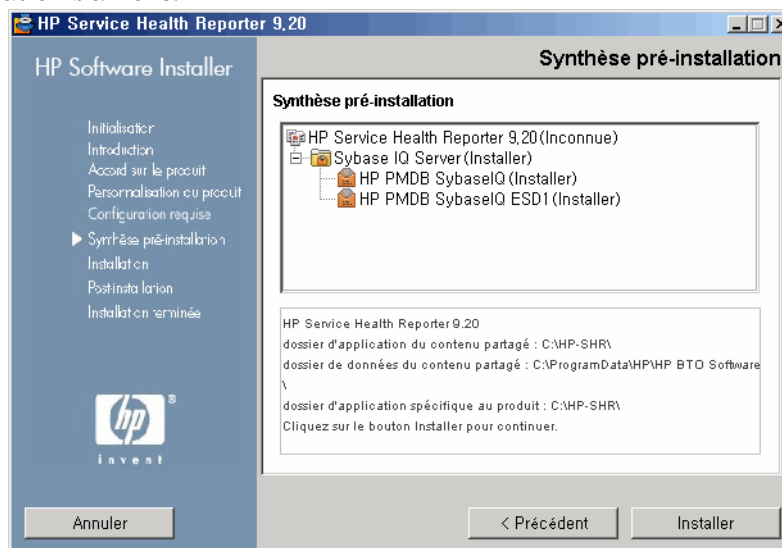 HP Service Health Reporter 9,20
HP Software Installer
Synthèse pré-installation
Initialisation
Introduction
Accord sur le produit
Personnalisation du produit
Configuration requise
Synthèse pré-installation
Installation
Postinstallation
Installation terminée
hp
invent
Synthèse pré-installation
HP Service Health Reporter 9,20(Inconnue)
Sybase IQ Server(Installer)
HP PMDB SybaseIQ(Installer)
HP PMDB SybaseIQ ESD1(Installer)
HP Service Health Reporter 9.20
dossier d'application du contenu partagé : C:\HP-SHR\
dossier de données du contenu partagé : C:\ProgramData\HP\HP BTO Software
\
dossier d'application spécifique au produit : C:\HP-SHR\
Cliquez sur le bouton Installer pour continuer.
Annuler
< Précédent
Installer